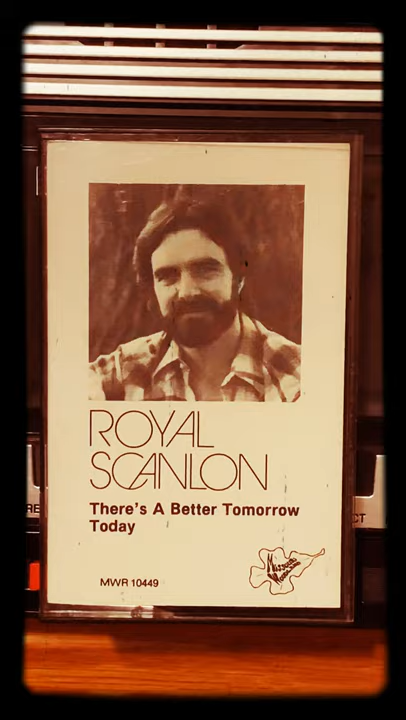 ROYAL
SCANLON
There's A Better Tomorrow
Today
MWR 10449